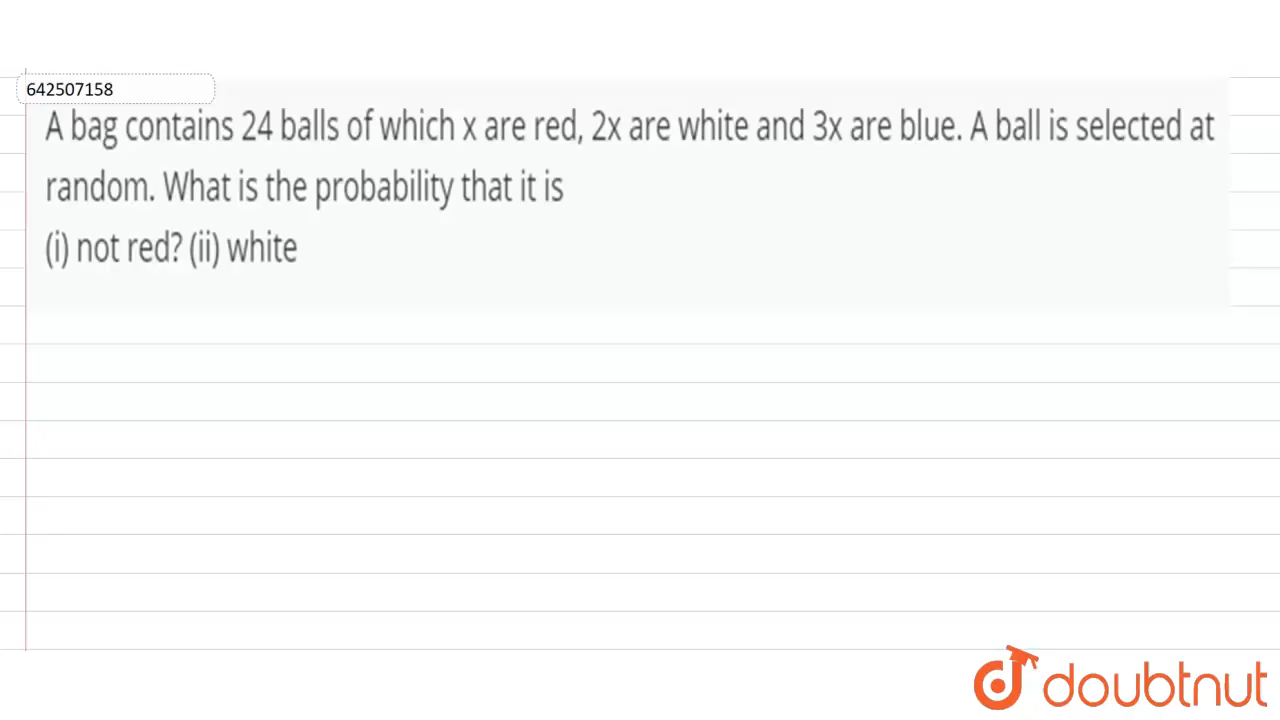 642507158
A bag contains 24 balls of which x are red, 2x are white and 3x are blue. A ball is selected at
random. What is the probability that it is
(i) not red? (ii) white
doubtnut